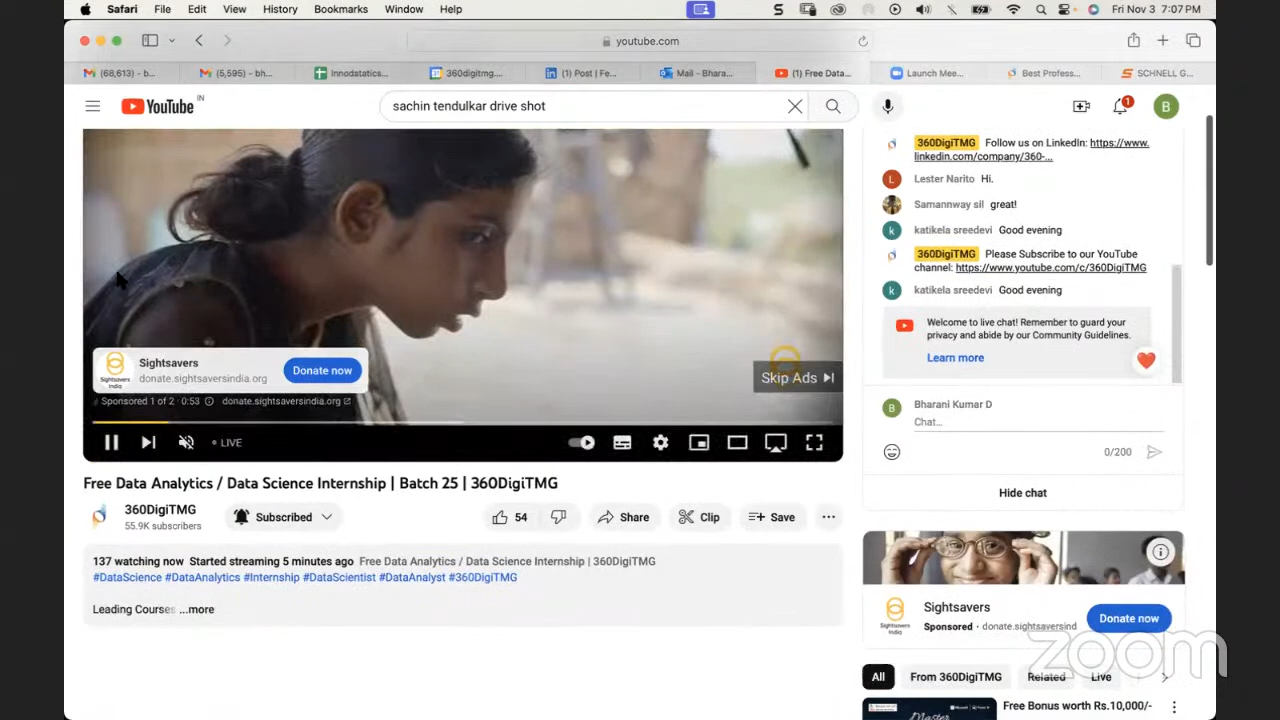 Safari File Edit View History Bookmarks Window Help Fri Nov 3 7:07 PM
youtube.com
(68,613) - b... (5,595) - bh... Innodatatics... 360digitmg.... (1) Post | Fe... Mail - Bhara... (1) Free Data... Launch Mee... Best Profess... SCHNELL G...
YouTube IN sachin tendulkar drive shot 1 B
360DigiTMG Follow us on LinkedIn: https://www.
linkedin.com/company/360-...
L Lester Narito Hi.
Samannway sil great!
k katikela sreedevi Good evening
360DigiTMG Please Subscribe to our YouTube
channel: https://www.youtube.com/c/360DigiTMG
k katikela sreedevi Good evening
Welcome to live chat! Remember to guard your
privacy and abide by our Community Guidelines.
Learn more
B Bharani Kumar D
Chat...
0/200
Hide chat
Sightsavers
donate.sightsaversindia.org
Sightsavers
India
Donate now
Skip Ads
Sponsored 1 of 2 · 0:53 donate.sightsaversindia.org
LIVE
Free Data Analytics / Data Science Internship | Batch 25 | 360DigiTMG
360DigiTMG
55.9K subscribers
Subscribed 54 Share Clip Save
137 watching now Started streaming 5 minutes ago Free Data Analytics / Data Science Internship | 360DigiTMG
#DataScience #DataAnalytics #Internship #DataScientist #DataAnalyst #360DigiTMG
Leading Courses ...more
Sightsavers
Sponsored · donate.sightsaversind
Sightsavers
India
Donate now
zoom
All From 360DigiTMG Related Live
Free Bonus worth Rs.10,000/-
Master